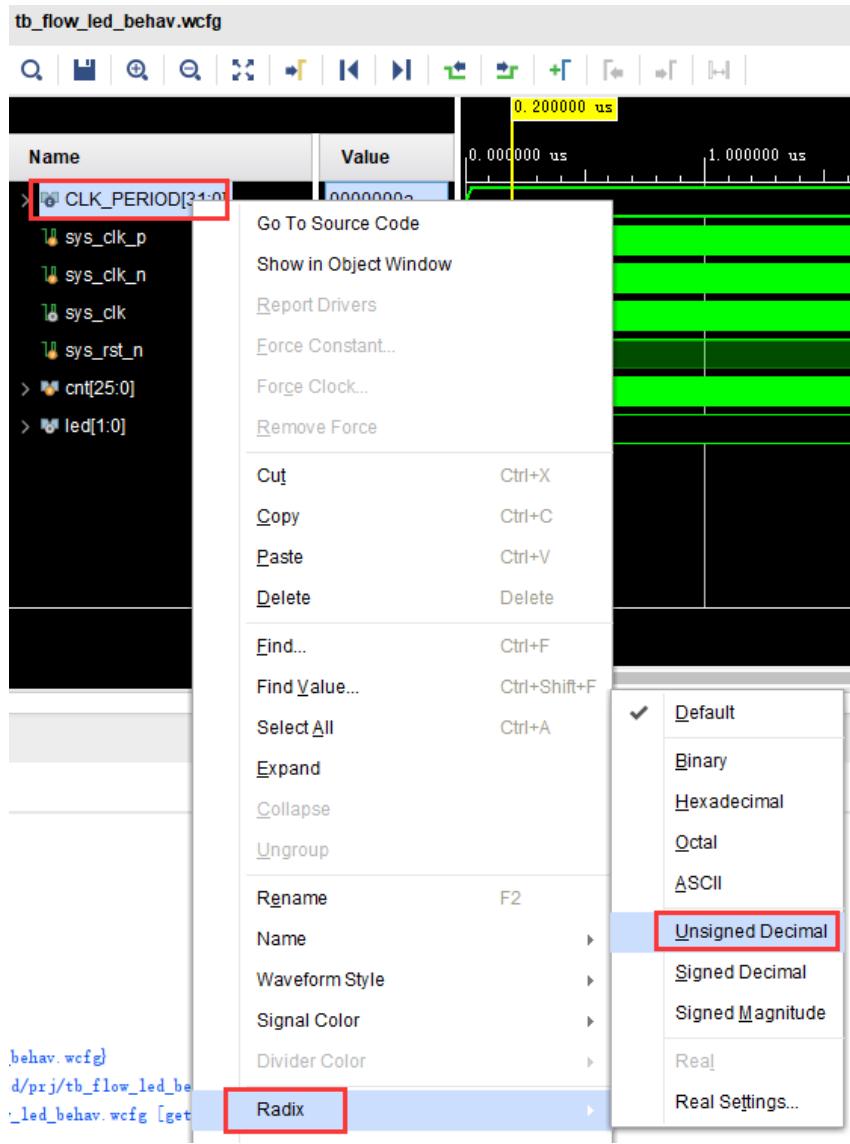 tb_flow_led_behav.wcfg
0.200000 us
Name Value 0.000000 us 1.000000 us
CLK_PERIOD[31:0] 0000000a
sys_clk_p
sys_clk_n
sys_clk
sys_rst_n
cnt[25:0]
led[1:0]
Go To Source Code
Show in Object Window
Report Drivers
Force Constant...
Force Clock...
Remove Force
Cut Ctrl+X
Copy Ctrl+C
Paste Ctrl+V
Delete Delete
Find... Ctrl+F
Find Value... Ctrl+Shift+F
Select All Ctrl+A
Expand
Collapse
Ungroup
Rename F2
Name
Waveform Style
Signal Color
Divider Color
Radix
Default
Binary
Hexadecimal
Octal
ASCII
Unsigned Decimal
Signed Decimal
Signed Magnitude
Real
Real Settings...
behav.wcfg}
d/prj/tb_flow_led_be
_led_behav.wcfg [get